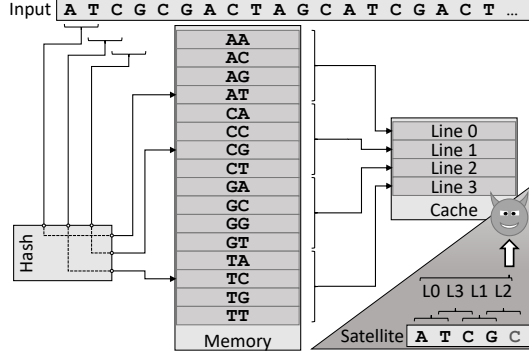 Input A T C G C G A C T A G C A T C G A C T ...
AA
AC
AG
AT
CA
CC
CG
CT
GA
GC
GG
GT
TA
TC
TG
TT
Memory
Hash
Line 0
Line 1
Line 2
Line 3
Cache
L3 L1
L0 L2
Satellite A T C G C